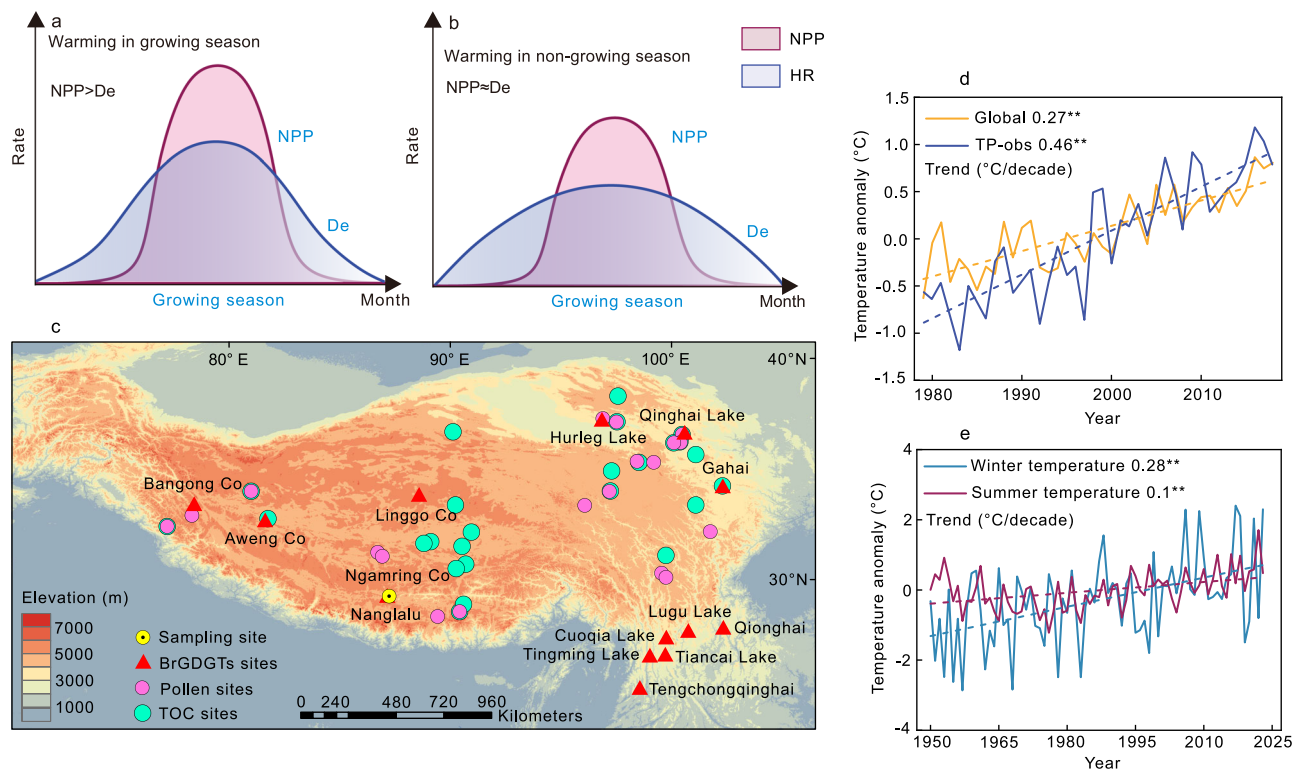 a
Warming in growing season
NPP>De
NPP
De
Rate
Growing season
Month
b
Warming in non-growing season
NPP≈De
NPP
De
Rate
Growing season
Month
NPP
HR
c
80° E
90° E
100° E
40°N
30°N
Qinghai Lake
Hurleg Lake
Gahai
Bangong Co
Linggo Co
Aweng Co
Ngamring Co
Nanglalu
Lugu Lake
Qionghai
Cuoqia Lake
Tingming Lake
Tiancai Lake
Tengchongqinghai
Elevation (m)
7000
5000
3000
1000
Sampling site
BrGDGTs sites
Pollen sites
TOC sites
0 240 480 720 960
Kilometers
d
Global 0.27**
TP-obs 0.46**
Trend (°C/decade)
Temperature anomaly (°C)
1.5
1.0
0.5
0.0
-0.5
-1.0
-1.5
1980 1990 2000 2010
Year
e
Winter temperature 0.28**
Summer temperature 0.1**
Trend (°C/decade)
Temperature anomaly (°C)
4
2
0
-2
-4
1950 1965 1980 1995 2010 2025
Year